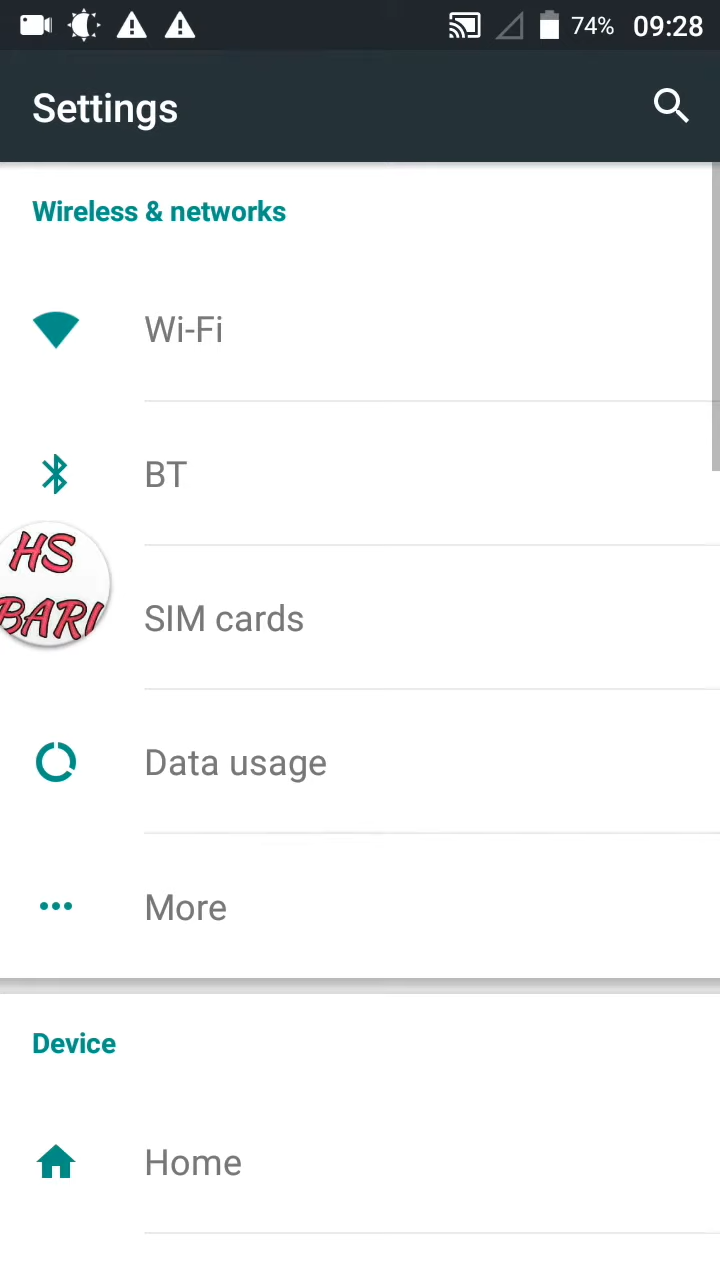 74% 09:28
Settings
Wireless & networks
Wi-Fi
BT
HS
BARI
SIM cards
Data usage
More
Device
Home